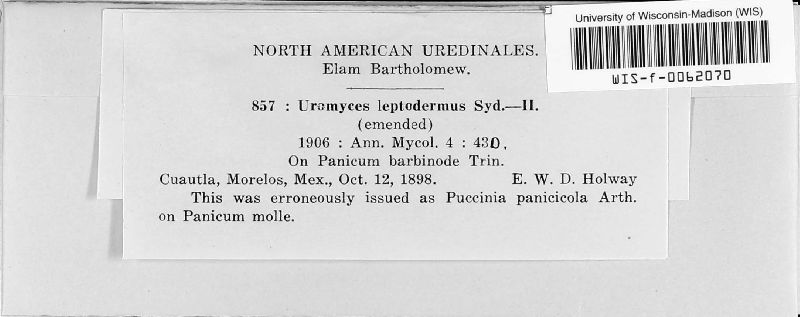 University of Wisconsin-Madison (WIS)
WIS-f-0062070
NORTH AMERICAN UREDINALES.
Elam Bartholomew.
857 : Uromyces leptodermus Syd.—II.
(emended)
1906 : Ann. Mycol. 4 : 430.
On Panicum barbinode Trin.
Cuautla, Morelos, Mex., Oct. 12, 1898. E. W. D. Holway
This was erroneously issued as Puccinia panicicola Arth.
on Panicum molle.